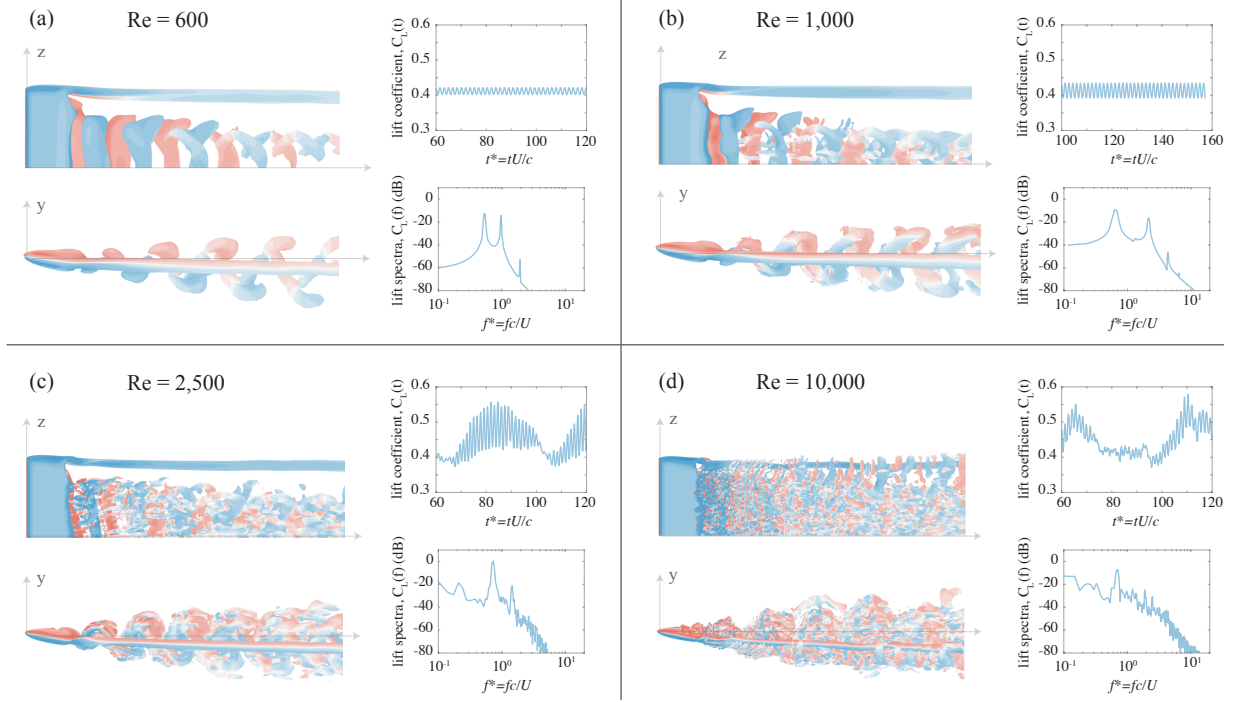 (a)
Re = 600
z
lift coefficient, C_L(t)
0.6
0.5
0.4
0.3
60
80
100
120
t*=tU/c
y
lift spectra, C_L(f) (dB)
0
-20
-40
-60
-80
10^-1
10^0
10^1
f*=fc/U
(b)
Re = 1,000
z
lift coefficient, C_L(t)
0.6
0.5
0.4
0.3
100
120
140
160
t*=tU/c
y
lift spectra, C_L(f) (dB)
0
-20
-40
-60
-80
10^-1
10^0
10^1
f*=fc/U
(c)
Re = 2,500
z
lift coefficient, C_L(t)
0.6
0.5
0.4
0.3
60
80
100
120
t*=tU/c
y
lift spectra, C_L(f) (dB)
0
-20
-40
-60
-80
10^-1
10^0
10^1
f*=fc/U
(d)
Re = 10,000
z
lift coefficient, C_L(t)
0.6
0.5
0.4
0.3
60
80
100
120
t*=tU/c
y
lift spectra, C_L(f) (dB)
0
-20
-40
-60
-80
10^-1
10^0
10^1
f*=fc/U